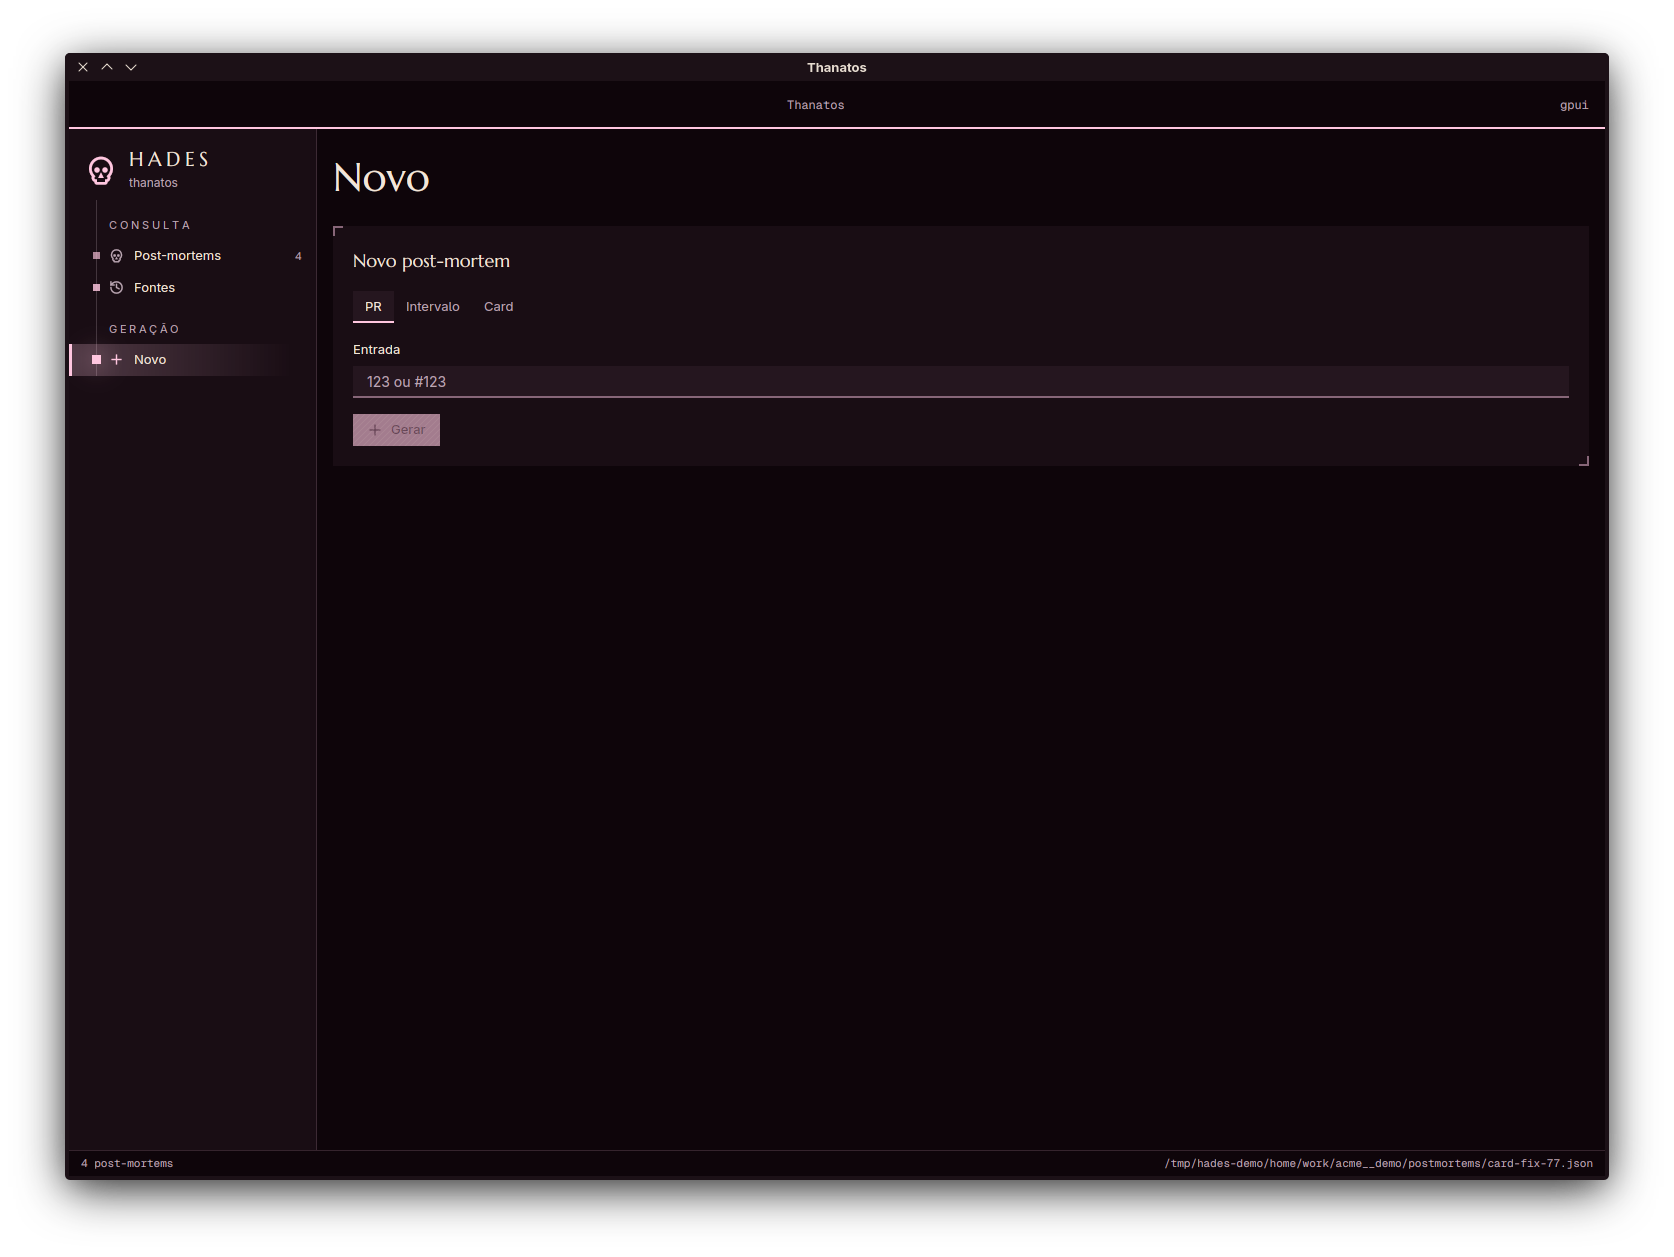 Thanatos
Thanatos
gpui
HADES
thanatos
CONSULTA
Post-mortems 4
Fontes
GERAÇÃO
Novo
Novo
Novo post-mortem
PR Intervalo Card
Entrada
123 ou #123
Gerar
4 post-mortems
/tmp/hades-demo/home/work/acme__demo/postmortems/card-fix-77.json